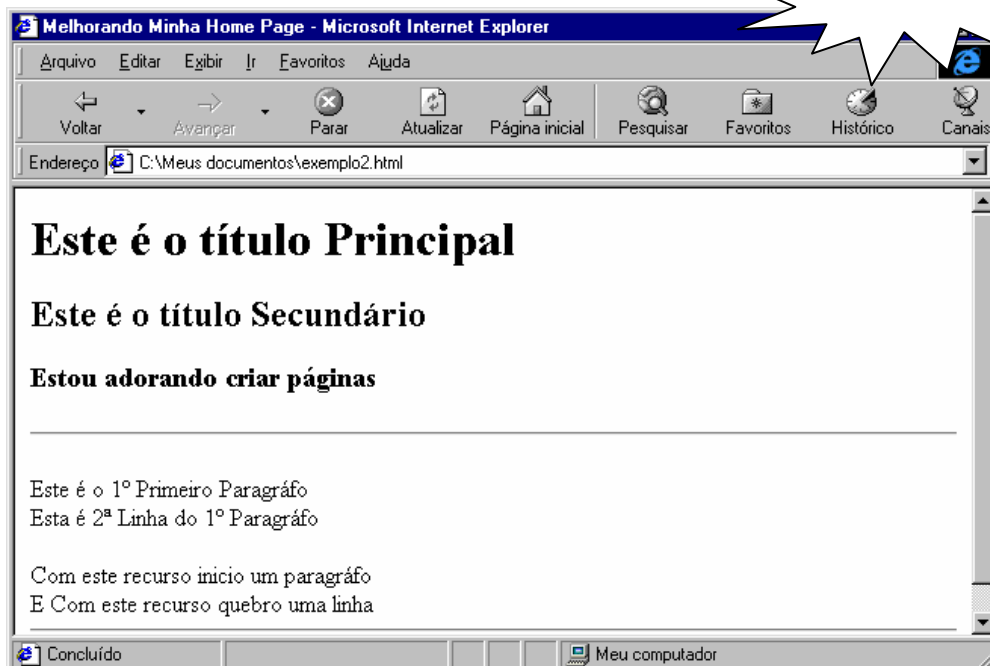 Melhorando Minha Home Page - Microsoft Internet Explorer
Arquivo Editar Exibir Ir Favoritos Ajuda
Voltar Avançar Parar Atualizar Página inicial Pesquisar Favoritos Histórico Canais
Endereço C:\Meus documentos\exemplo2.html
Este é o título Principal
Este é o título Secundário
Estou adorando criar páginas
Este é o 1º Primeiro Paragráfo
Esta é 2ª Linha do 1º Paragráfo
Com este recurso inicio um paragráfo
E Com este recurso quebro uma linha
Concluído Meu computador